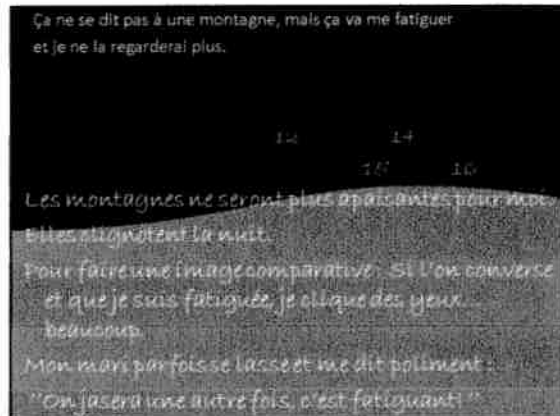 Ça ne se dit pas à une montagne, mais ça va me fatiguer
et je ne la regarderai plus.
12 14
16
Les montagnes ne seront plus apaisantes pour moi.
Elles clignotent la nuit.
Pour faire une image comparative : Si l'on converse
et que je suis fatiguée, je clique des yeux...
beaucoup.
Mon mari parfois se lasse et me dit poliment :
"On jasera une autre fois, c'est fatiguant! "